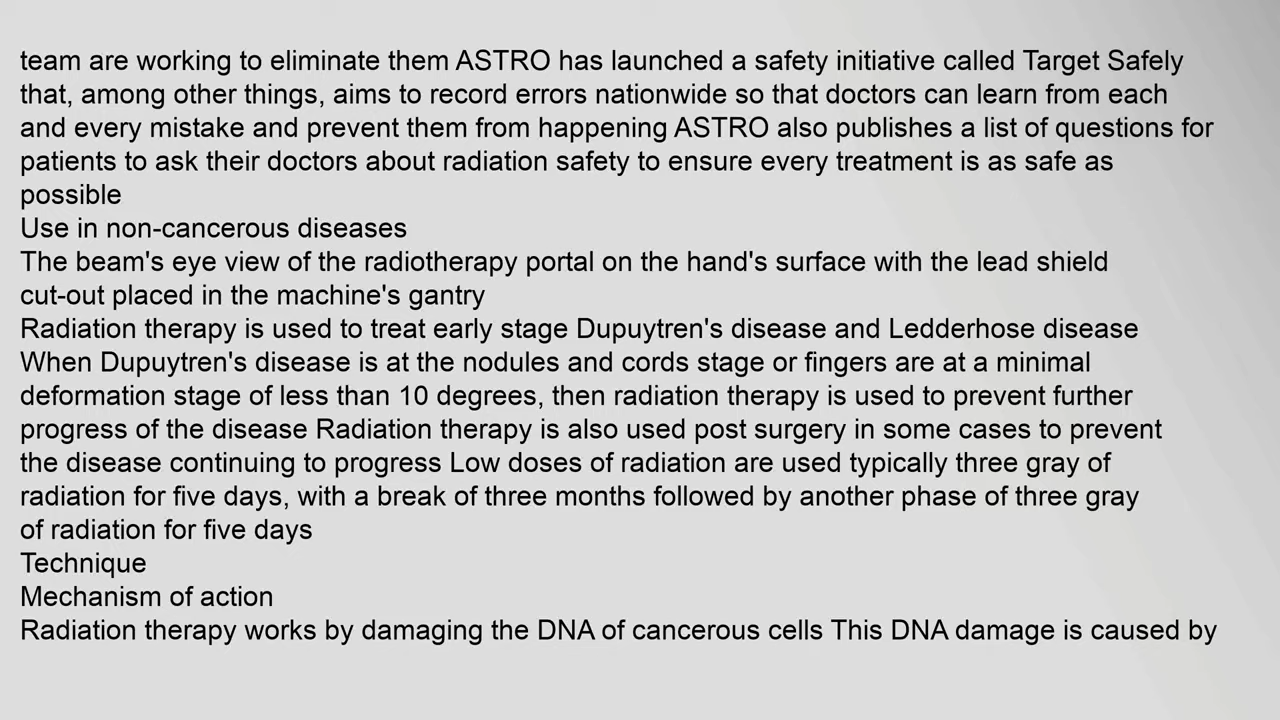 team are working to eliminate them ASTRO has launched a safety initiative called Target Safely
that, among other things, aims to record errors nationwide so that doctors can learn from each
and every mistake and prevent them from happening ASTRO also publishes a list of questions for
patients to ask their doctors about radiation safety to ensure every treatment is as safe as
possible
Use in non-cancerous diseases
The beam's eye view of the radiotherapy portal on the hand's surface with the lead shield
cut-out placed in the machine's gantry
Radiation therapy is used to treat early stage Dupuytren's disease and Ledderhose disease
When Dupuytren's disease is at the nodules and cords stage or fingers are at a minimal
deformation stage of less than 10 degrees, then radiation therapy is used to prevent further
progress of the disease Radiation therapy is also used post surgery in some cases to prevent
the disease continuing to progress Low doses of radiation are used typically three gray of
radiation for five days, with a break of three months followed by another phase of three gray
of radiation for five days
Technique
Mechanism of action
Radiation therapy works by damaging the DNA of cancerous cells This DNA damage is caused by